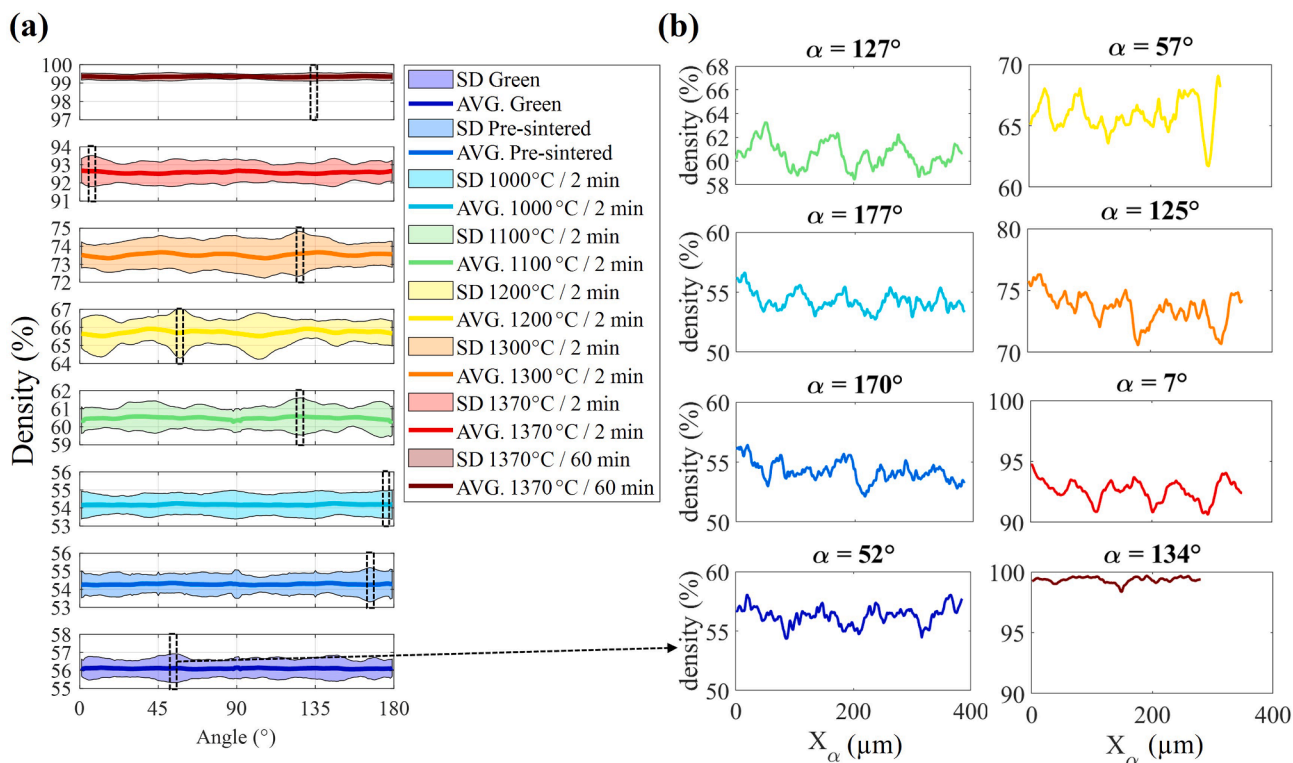 (a)
Density (%)
100
99
98
97
94
93
92
91
75
74
73
72
67
66
65
64
62
61
60
59
56
55
54
53
56
55
54
53
58
57
56
55
0 45 90 135 180
Angle (°)
SD Green
AVG. Green
SD Pre-sintered
AVG. Pre-sintered
SD 1000°C / 2 min
AVG. 1000°C / 2 min
SD 1100°C / 2 min
AVG. 1100°C / 2 min
SD 1200°C / 2 min
AVG. 1200°C / 2 min
SD 1300°C / 2 min
AVG. 1300°C / 2 min
SD 1370°C / 2 min
AVG. 1370°C / 2 min
SD 1370°C / 60 min
AVG. 1370°C / 60 min
(b)
α = 127°
density (%)
68
66
64
62
60
58
α = 57°
70
65
60
α = 177°
density (%)
60
55
50
α = 125°
80
75
70
α = 170°
density (%)
60
55
50
α = 7°
100
95
90
α = 52°
density (%)
60
55
50
0 200 400
Xα (µm)
α = 134°
100
95
90
0 200 400
Xα (µm)